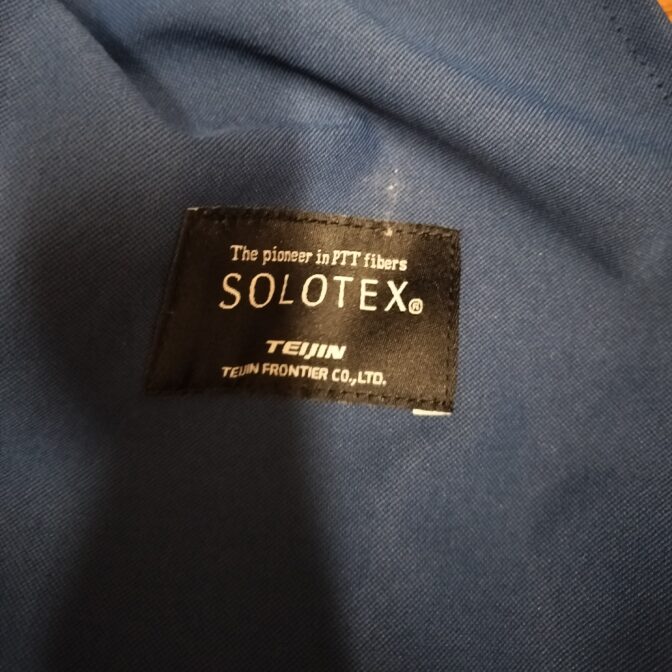 The pioneer in PTT fibers
SOLOTEX®
TEIJIN
TEIJIN FRONTIER CO.,LTD.